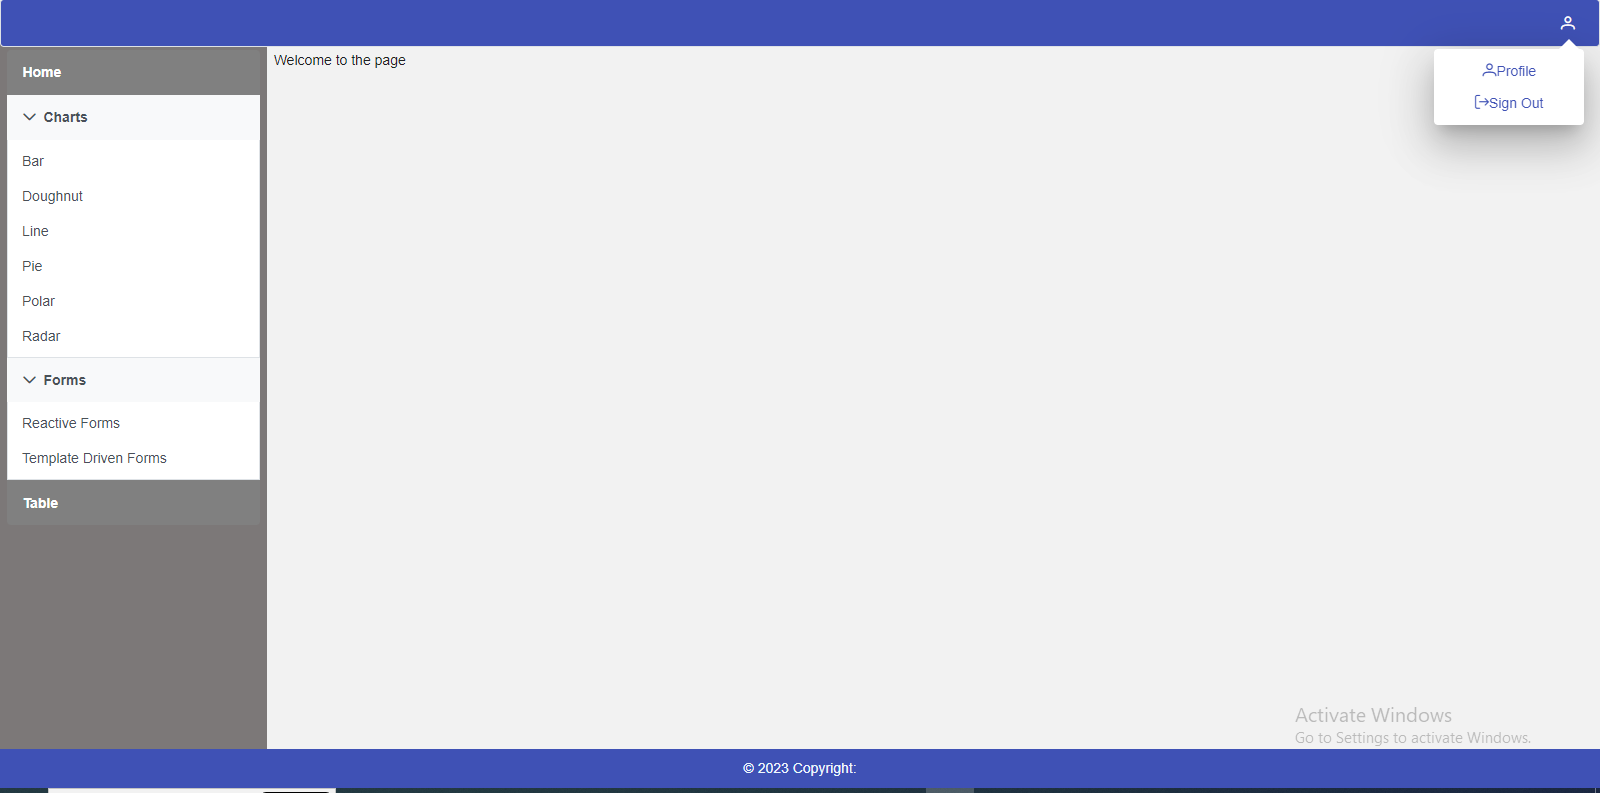 Home
Welcome to the page
Profile
Sign Out
Charts
Bar
Doughnut
Line
Pie
Polar
Radar
Forms
Reactive Forms
Template Driven Forms
Table
Activate Windows
Go to Settings to activate Windows.
© 2023 Copyright: